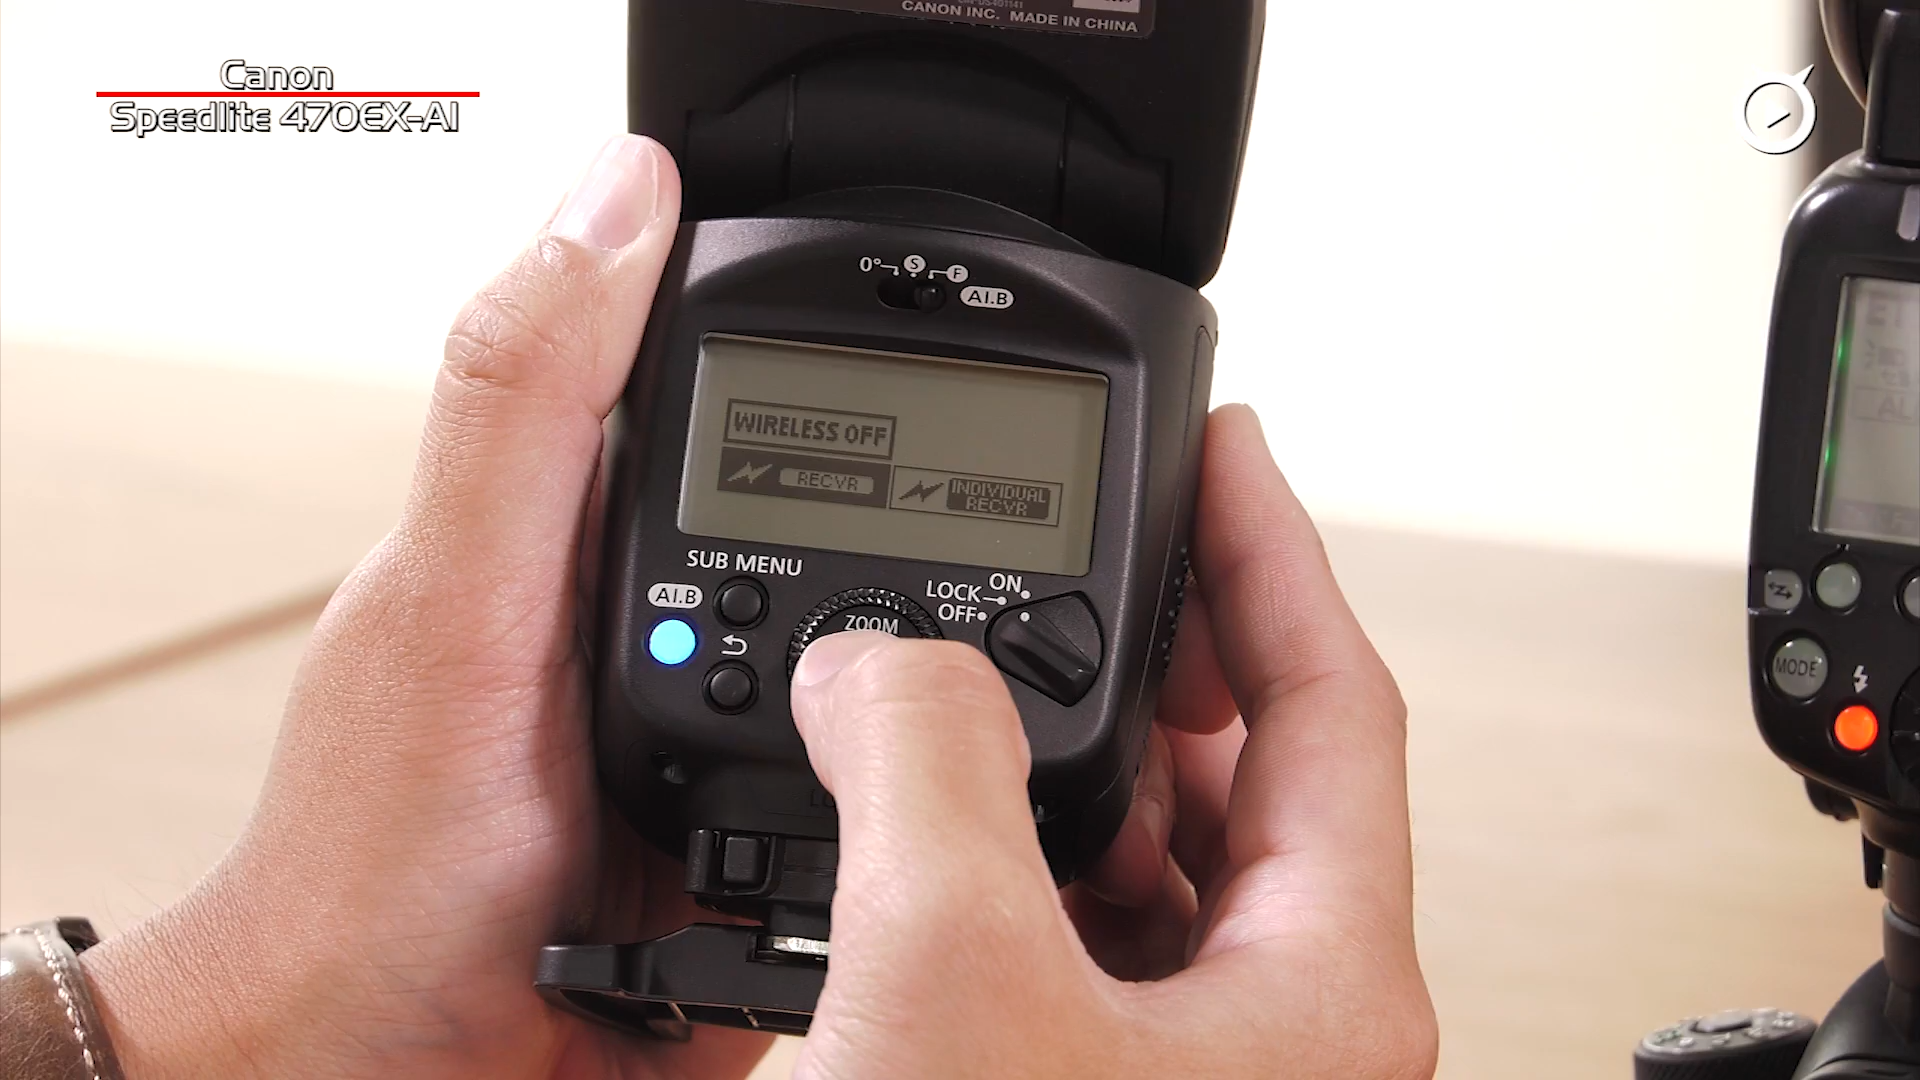 Canon
Speedlite 470EX-AI
CANON INC. MADE IN CHINA
0° S F
AI.B
WIRELESS OFF
RECVR
INDIVIDUAL
RECVR
SUB MENU
AI.B
ZOOM
ON
LOCK
OFF
MODE